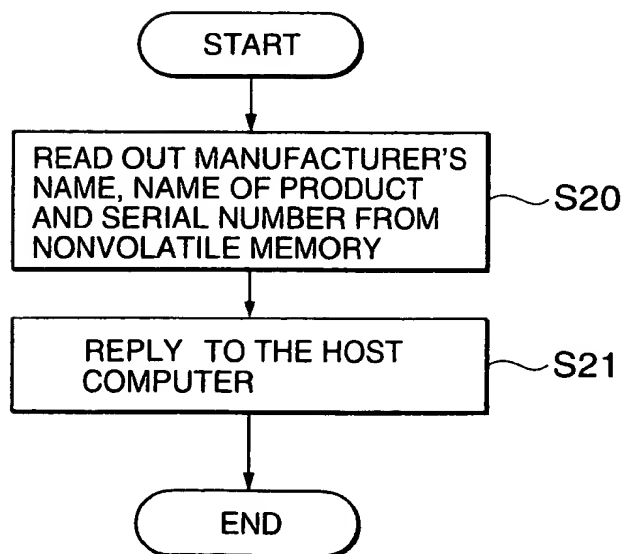 START
READ OUT MANUFACTURER'S
NAME, NAME OF PRODUCT
AND SERIAL NUMBER FROM
NONVOLATILE MEMORY
S20
REPLY TO THE HOST
COMPUTER
S21
END